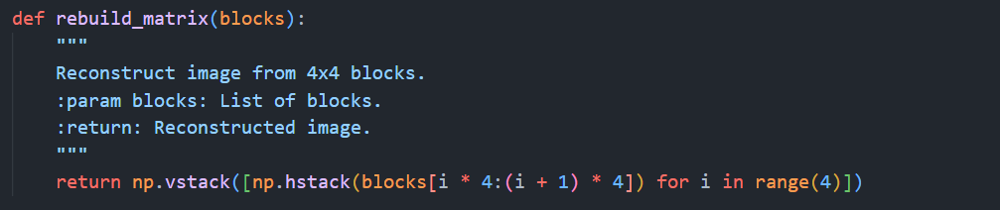 def rebuild_matrix(blocks):
    """
    Reconstruct image from 4x4 blocks.
    :param blocks: List of blocks.
    :return: Reconstructed image.
    """
    return np.vstack([np.hstack(blocks[i * 4:(i + 1) * 4]) for i in range(4)])